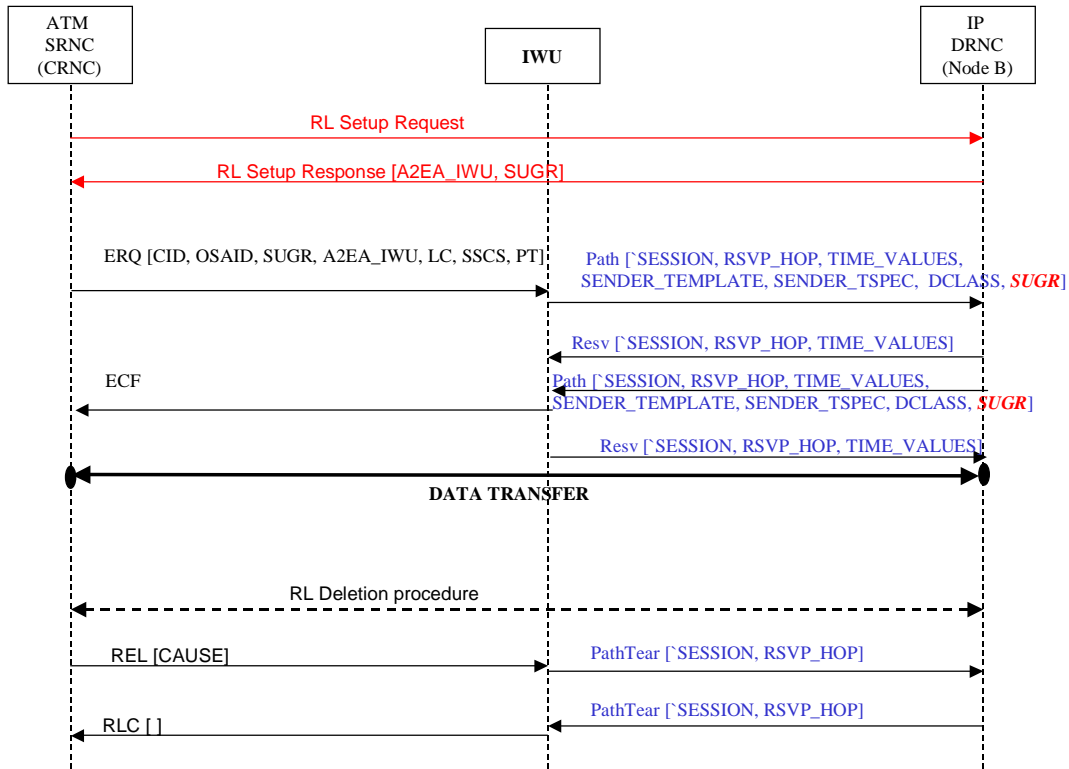 ATM
SRNC
(CRNC)
IWU
IP
DRNC
(Node B)
RL Setup Request
RL Setup Response [A2EA_IWU, SUGR]
ERQ [CID, OSAID, SUGR, A2EA_IWU, LC, SSCS, PT]
Path [`SESSION, RSVP_HOP, TIME_VALUES,
SENDER_TEMPLATE, SENDER_TSPEC, DCLASS, SUGR]
Resv [`SESSION, RSVP_HOP, TIME_VALUES]
ECF
Path [`SESSION, RSVP_HOP, TIME_VALUES,
SENDER_TEMPLATE, SENDER_TSPEC, DCLASS, SUGR]
Resv [`SESSION, RSVP_HOP, TIME_VALUES]
DATA TRANSFER
RL Deletion procedure
REL [CAUSE]
PathTear [`SESSION, RSVP_HOP]
PathTear [`SESSION, RSVP_HOP]
RLC [ ]